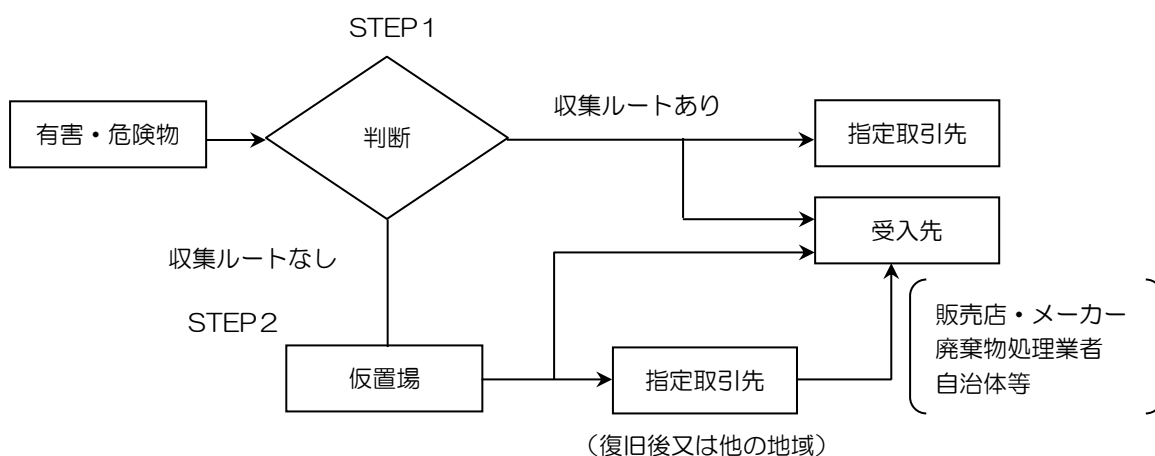 STEP1
有害・危険物
判断
収集ルートあり
指定取引先
受入先
収集ルートなし
STEP2
仮置場
指定取引先
販売店・メーカー
廃棄物処理業者
自治体等
（復旧後又は他の地域）